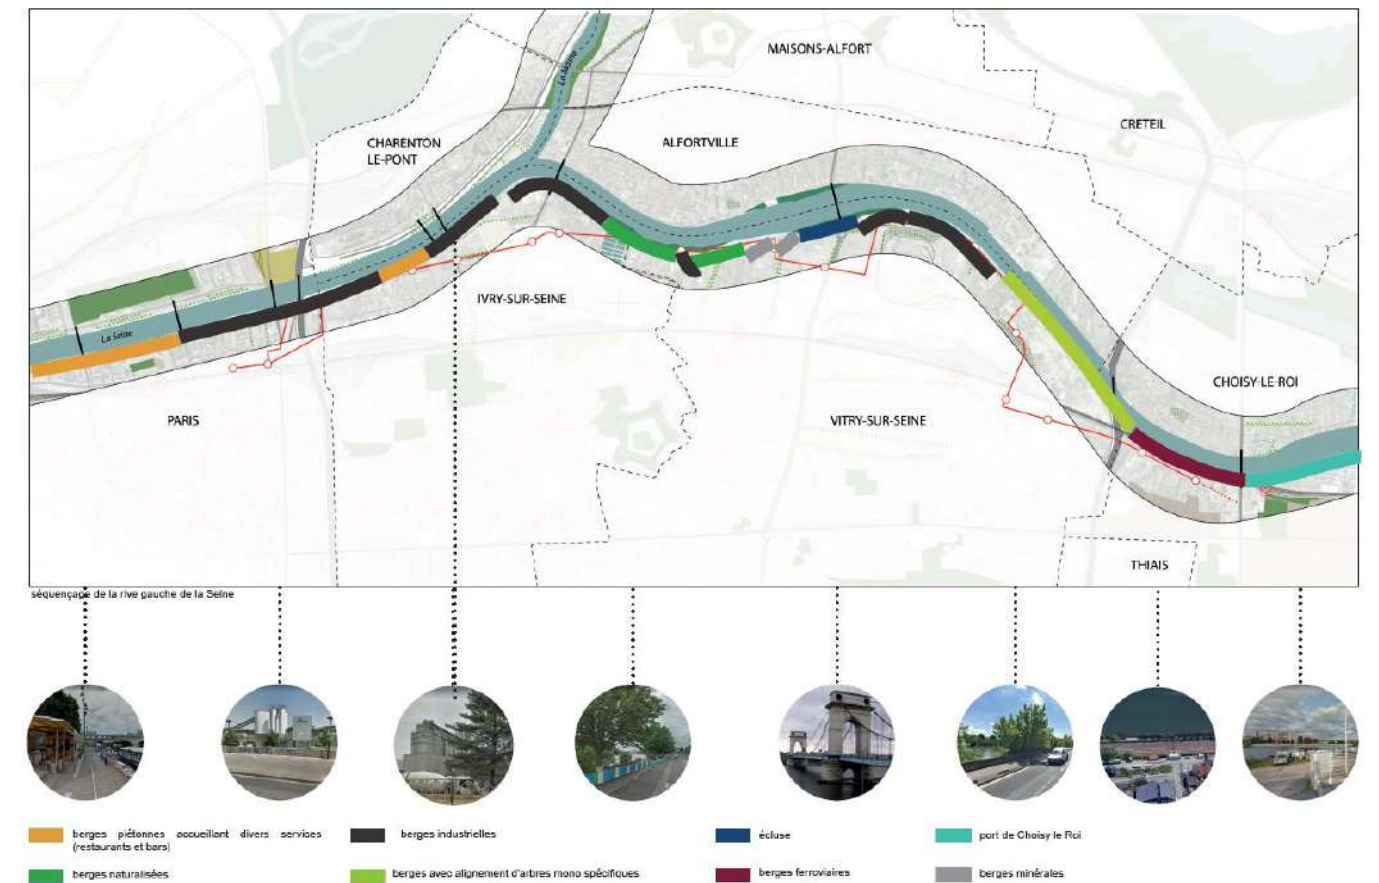 MAISONS-ALFORT
La Marne
CRETEIL
CHARENTON
LE-PONT
ALFORTVILLE
IVRY-SUR-SEINE
La Seine
CHOISY-LE-ROI
PARIS
VITRY-SUR-SEINE
THIAIS
séquençage de la rive gauche de la Seine
berges piétonnes accueillant divers services
(restaurants et bars)
berges industrielles
écluse
port de Choisy le Roi
berges naturalisées
berges avec alignement d'arbres mono spécifiques
berges ferroviaires
berges minérales